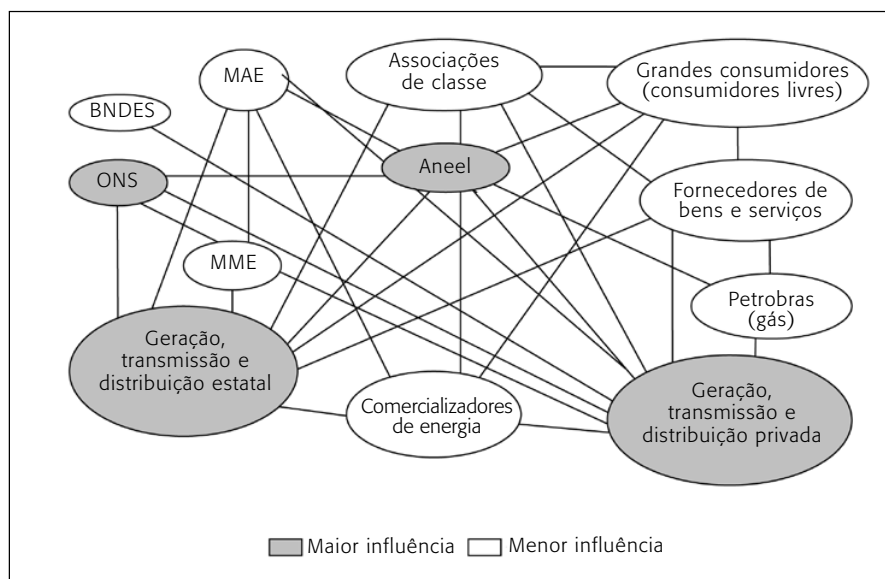 MAE
Associações
de classe
Grandes consumidores
(consumidores livres)
BNDES
ONS
Aneel
Fornecedores de
bens e serviços
MME
Petrobras
(gás)
Geração,
transmissão e
distribuição estatal
Comercializadores
de energia
Geração,
transmissão e
distribuição privada
Maior influência
Menor influência